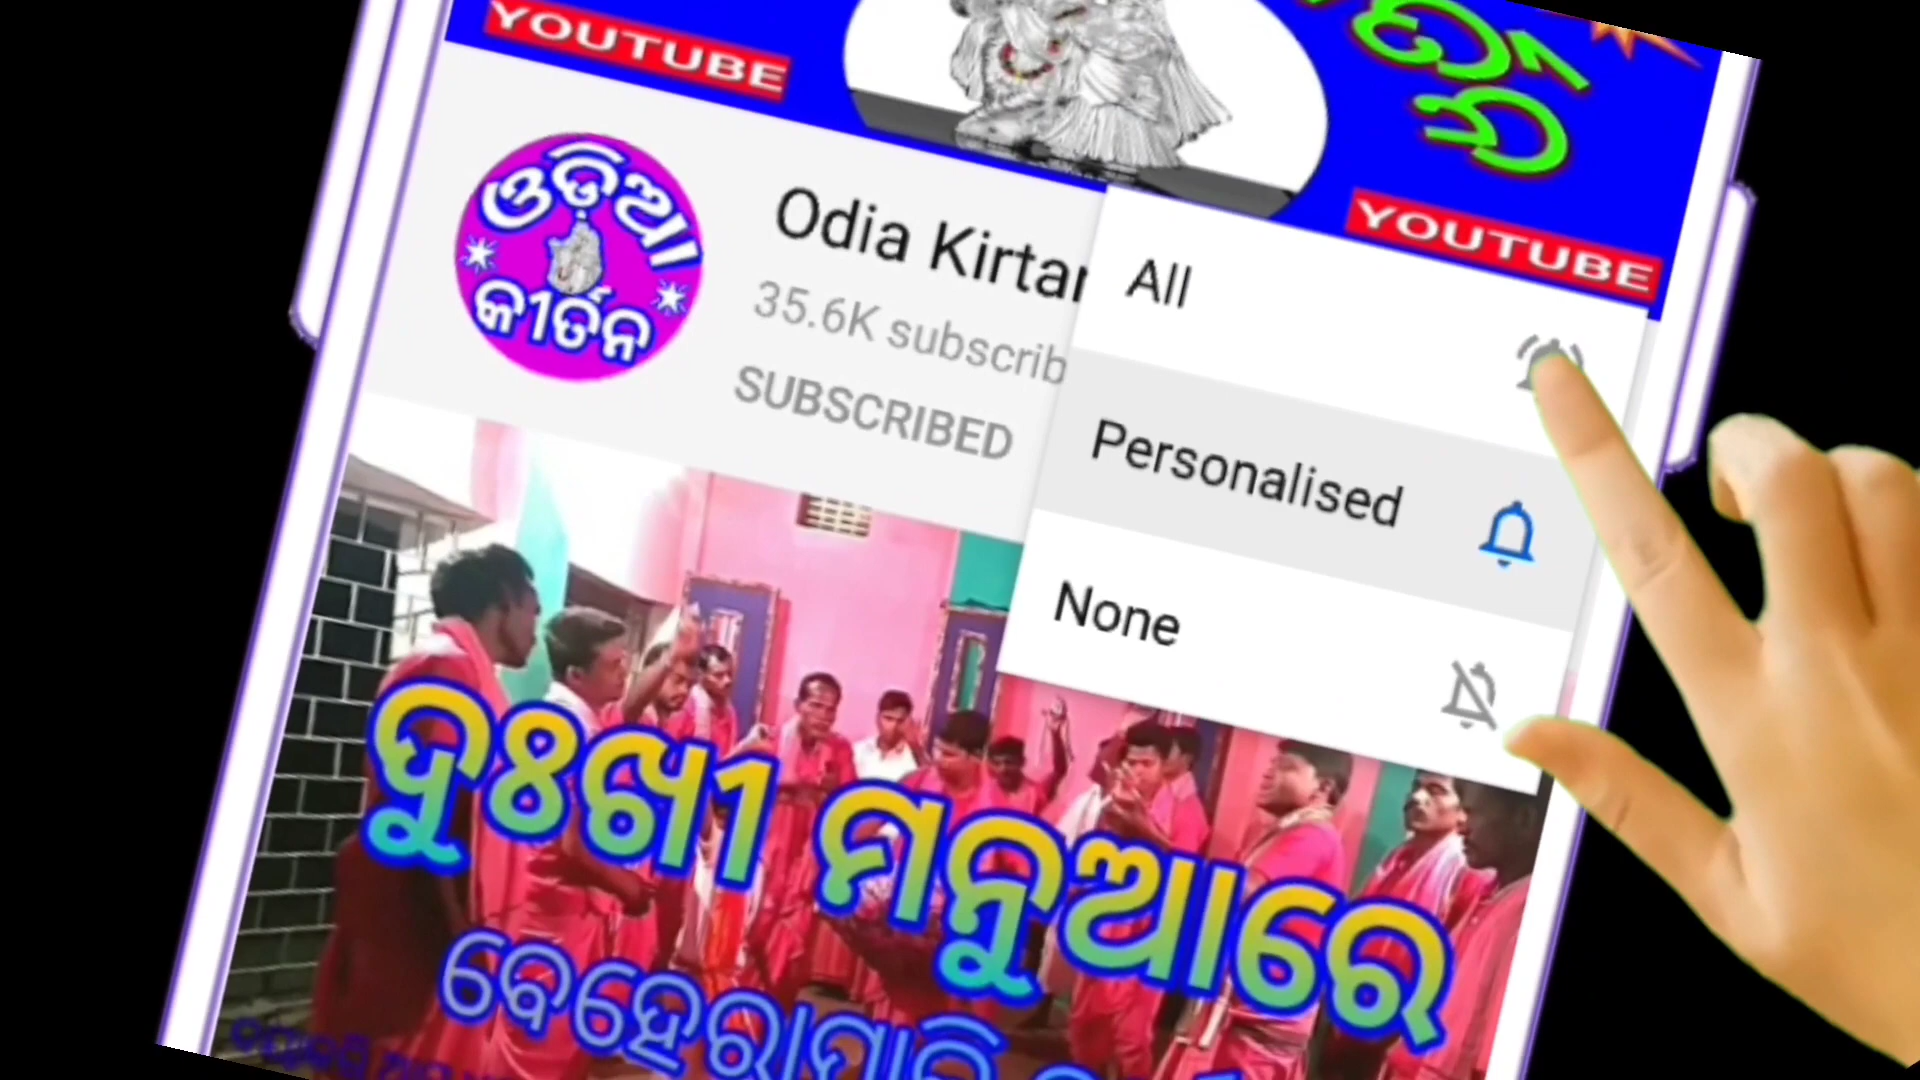 YOUTUBE
YOUTUBE
ଓଡ଼ିଆ
କୀର୍ତନ
Odia Kirtan
35.6K subscrib
SUBSCRIBED
All
Personalised
None
ଦୁଃଖୀ ମନୁଆରେ